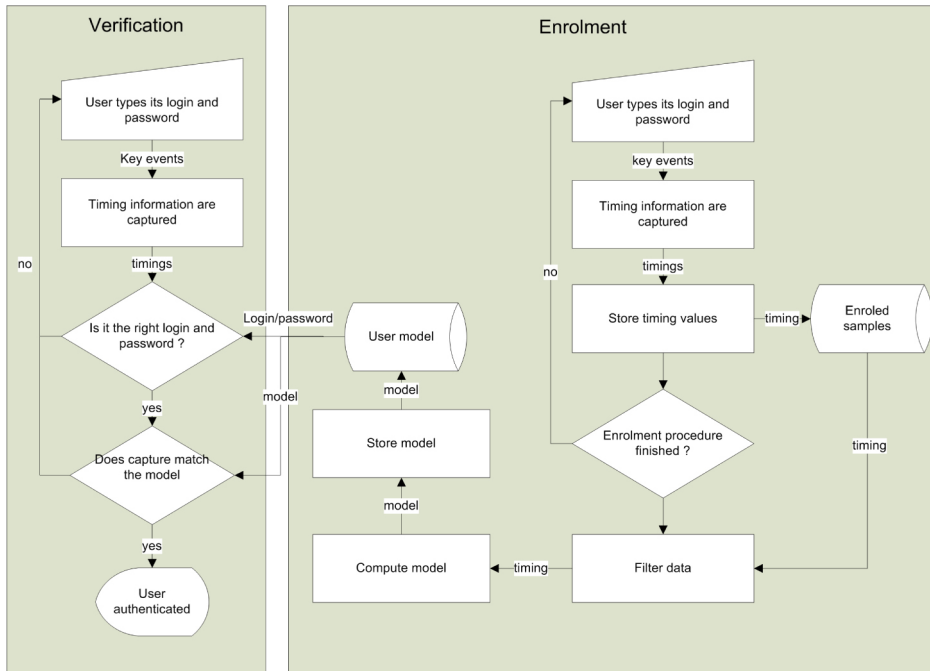 Verification
User types its login and
password
Key events
Timing information are
captured
timings
no
Is it the right login and
password ?
yes
Does capture match
the model
yes
User
authenticated
Login/password
model
Enrolment
User types its login and
password
key events
Timing information are
captured
timings
no
Store timing values
timing
Enroled
samples
Enrolment procedure
finished ?
timing
Filter data
timing
Compute model
model
Store model
model
User model